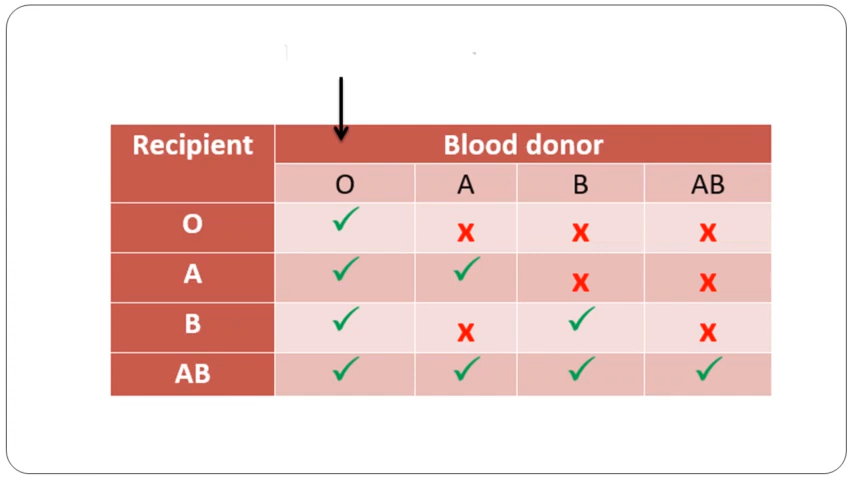 Recipient Blood donor
O A B AB
O ✓ x x x
A ✓ ✓ x x
B ✓ x ✓ x
AB ✓ ✓ ✓ ✓